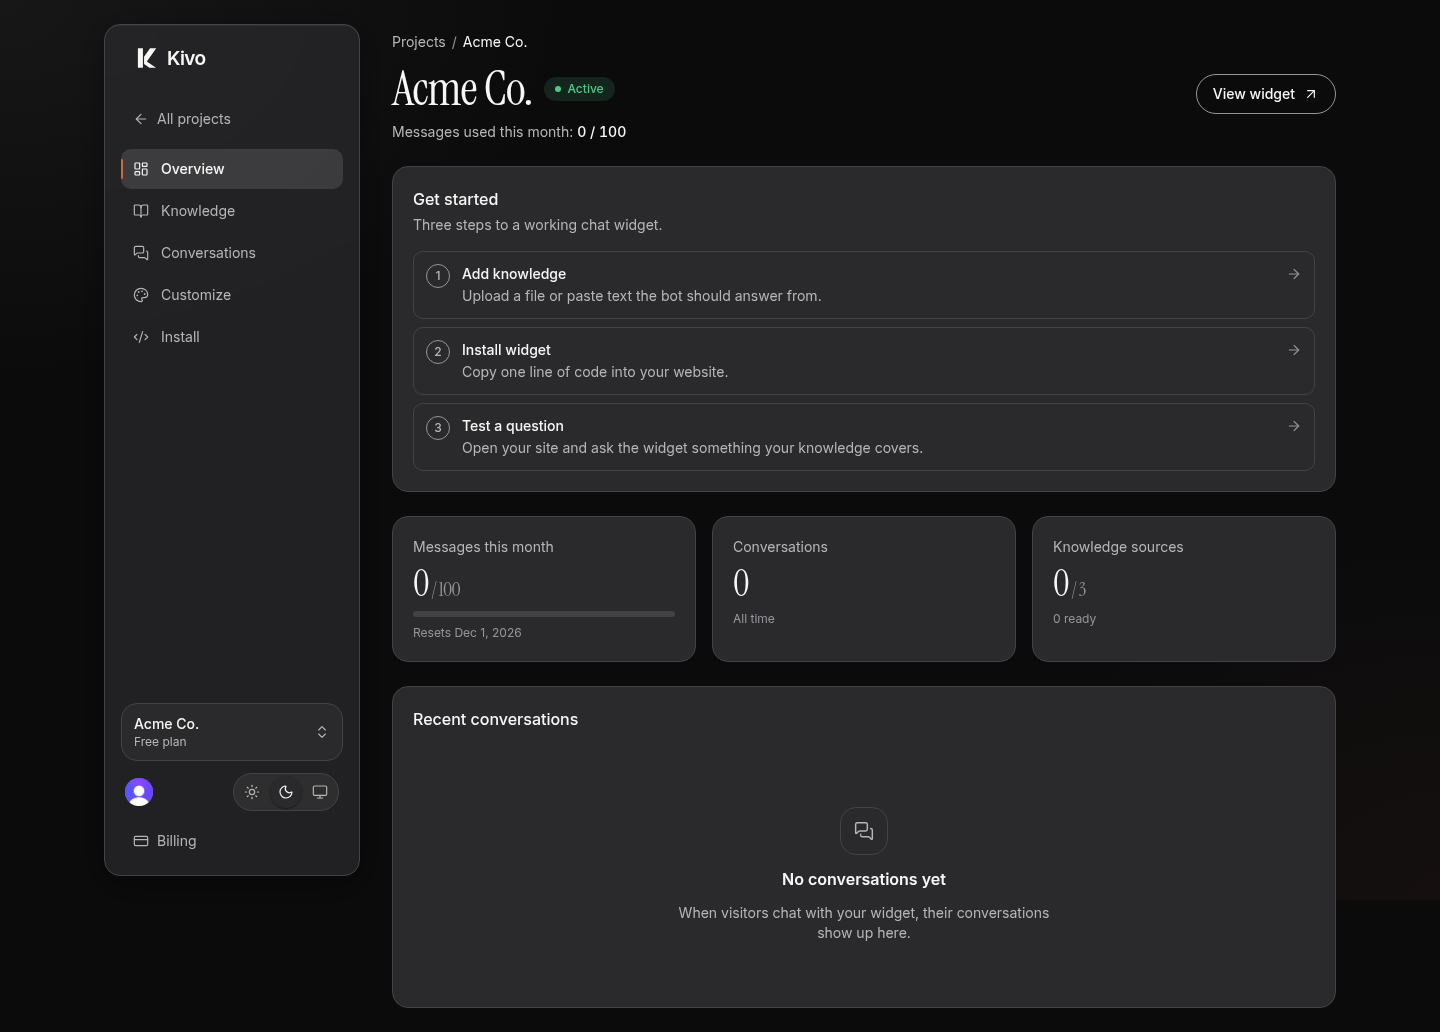 Kivo
All projects
Overview
Knowledge
Conversations
Customize
Install
Acme Co.
Free plan
Billing
Projects / Acme Co.
Acme Co.
Active
Messages used this month: 0 / 100
View widget
Get started
Three steps to a working chat widget.
1
Add knowledge
Upload a file or paste text the bot should answer from.
2
Install widget
Copy one line of code into your website.
3
Test a question
Open your site and ask the widget something your knowledge covers.
Messages this month
0 / 100
Resets Dec 1, 2026
Conversations
0
All time
Knowledge sources
0 / 3
0 ready
Recent conversations
No conversations yet
When visitors chat with your widget, their conversations
show up here.